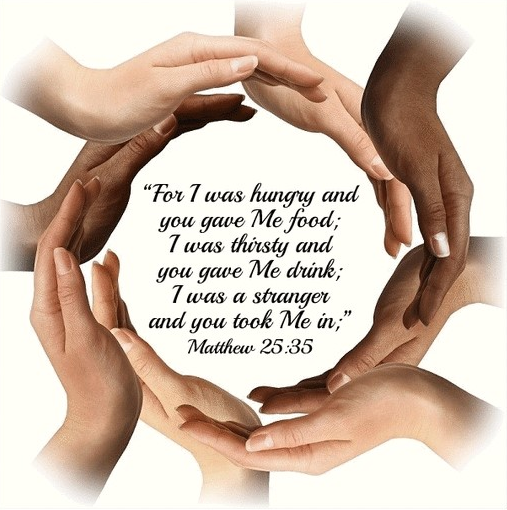 “For I was hungry and
you gave Me food;
I was thirsty and
you gave Me drink;
I was a stranger
and you took Me in;”
Matthew 25:35